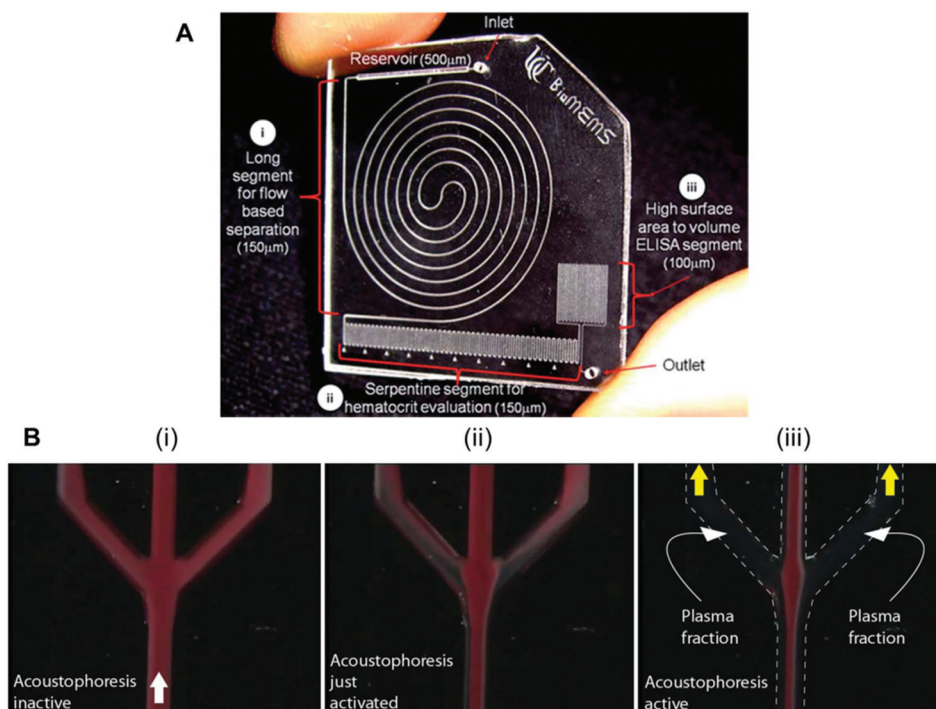 A
Inlet
Reservoir (500µm)
UC BioMEMS
i
Long
segment
for flow
based
separation
(150µm)
iii
High surface
area to volume
ELISA segment
(100µm)
Outlet
Serpentine segment for
hematocrit evaluation (150µm)
ii
B
(i)
(ii)
(iii)
Acoustophoresis
inactive
Acoustophoresis
just
activated
Plasma
fraction
Plasma
fraction
Acoustophoresis
active